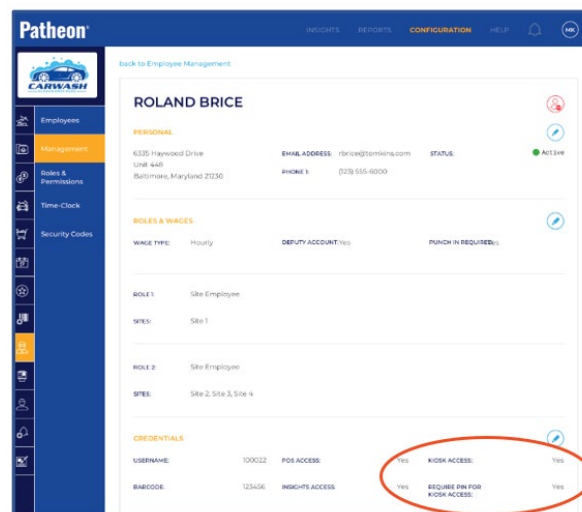 Patheon®
INSIGHTS REPORTS CONFIGURATION HELP MK
CARWASH
back to Employee Management
Employees
Management
Roles &
Permissions
Time-Clock
Security Codes
ROLAND BRICE
PERSONAL
6335 Haywood Drive
Unit 448
Baltimore, Maryland 21230
EMAIL ADDRESS: rbrice@tomkins.com
PHONE 1: (123) 555-6000
STATUS: Active
ROLES & WAGES
WAGE TYPE: Hourly DEPUTY ACCOUNT: Yes PUNCH IN REQUIRED: Yes
ROLE 1: Site Employee
SITES: Site 1
ROLE 2: Site Employee
SITES: Site 2, Site 3, Site 4
CREDENTIALS
USERNAME: 100022 POS ACCESS: Yes KIOSK ACCESS: Yes
BARCODE: 123456 INSIGHTS ACCESS: Yes REQUIRE PIN FOR
KIOSK ACCESS: Yes